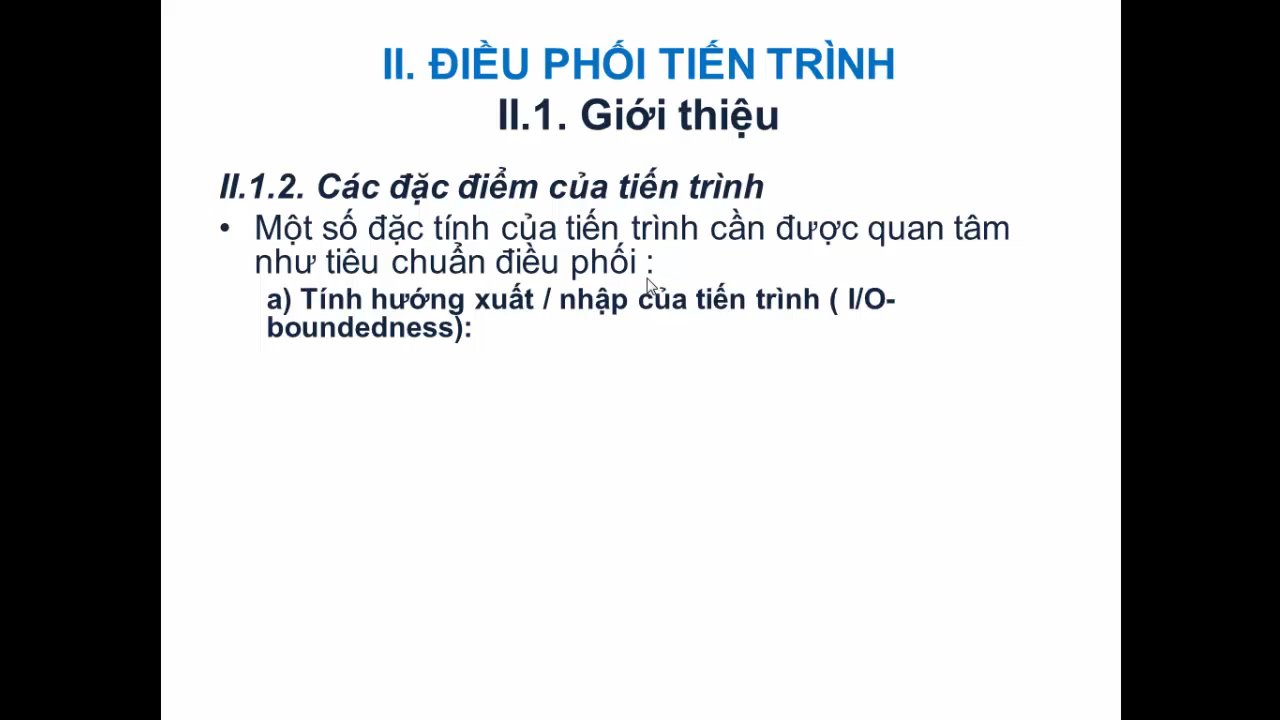 II. ĐIỀU PHỐI TIẾN TRÌNH
II.1. Giới thiệu
II.1.2. Các đặc điểm của tiến trình
• Một số đặc tính của tiến trình cần được quan tâm
như tiêu chuẩn điều phối :
a) Tính hướng xuất / nhập của tiến trình ( I/O-
boundedness):